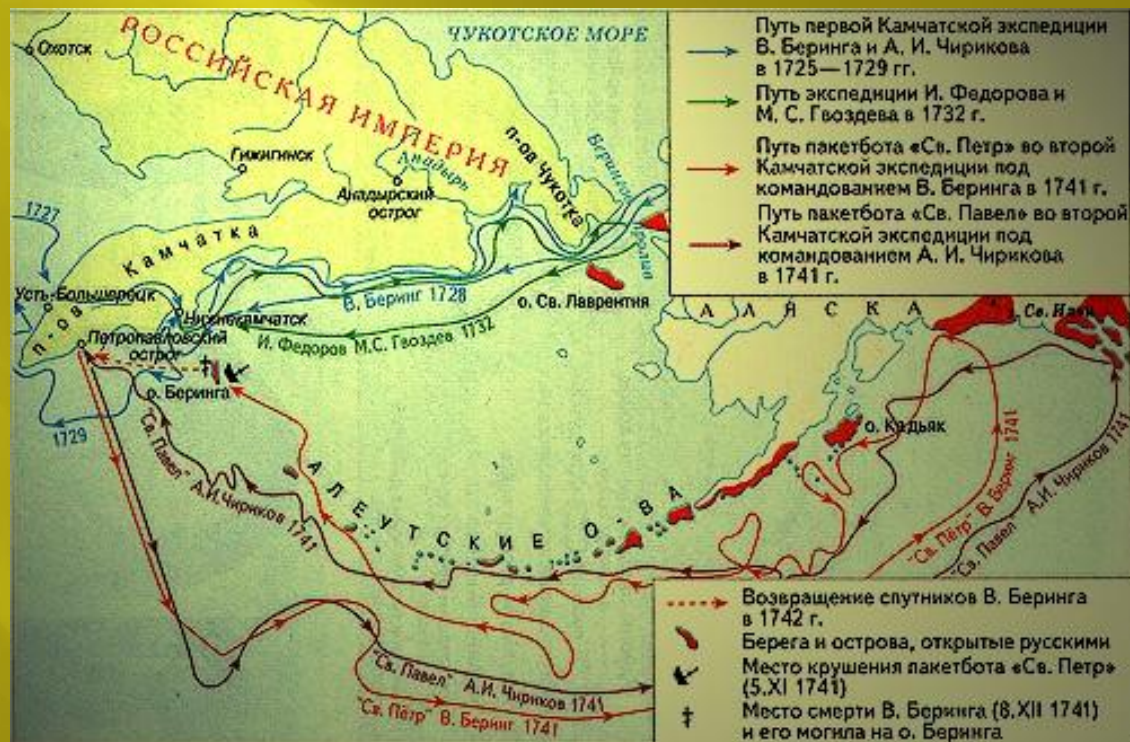 Охотск
РОССИЙСКАЯ ИМПЕРИЯ
ЧУКОТСКОЕ МОРЕ
Гижигинск
Анадырь
Анадырский
острог
п-ов Чукотка
Берингов
пролив
1727
п-ов Камчатка
Усть-Большерецк
Нижнекамчатск
Петропавловский
острог
В. Беринг 1728
И. Федоров М.С. Гвоздев 1732
о. Св. Лаврентия
АЛЯСКА
Св. Ильи
о. Беринга
1729
о. Кадьяк
"Св. Павел" А.И. Чириков 1741
АЛЕУТСКИЕ О-ВА
"Св. Пётр" В. Беринг 1741
"Св. Павел" А.И. Чириков 1741
"Св. Павел" А.И. Чириков 1741
"Св. Пётр" В. Беринг 1741
Путь первой Камчатской экспедиции
В. Беринга и А. И. Чирикова
в 1725—1729 гг.
Путь экспедиции И. Федорова и
М. С. Гвоздева в 1732 г.
Путь пакетбота «Св. Петр» во второй
Камчатской экспедиции под
командованием В. Беринга в 1741 г.
Путь пакетбота «Св. Павел» во второй
Камчатской экспедиции под
командованием А. И. Чирикова
в 1741 г.
Возвращение спутников В. Беринга
в 1742 г.
Берега и острова, открытые русскими
Место крушения пакетбота «Св. Петр»
(5.XI 1741)
Место смерти В. Беринга (8.XII 1741)
и его могила на о. Беринга